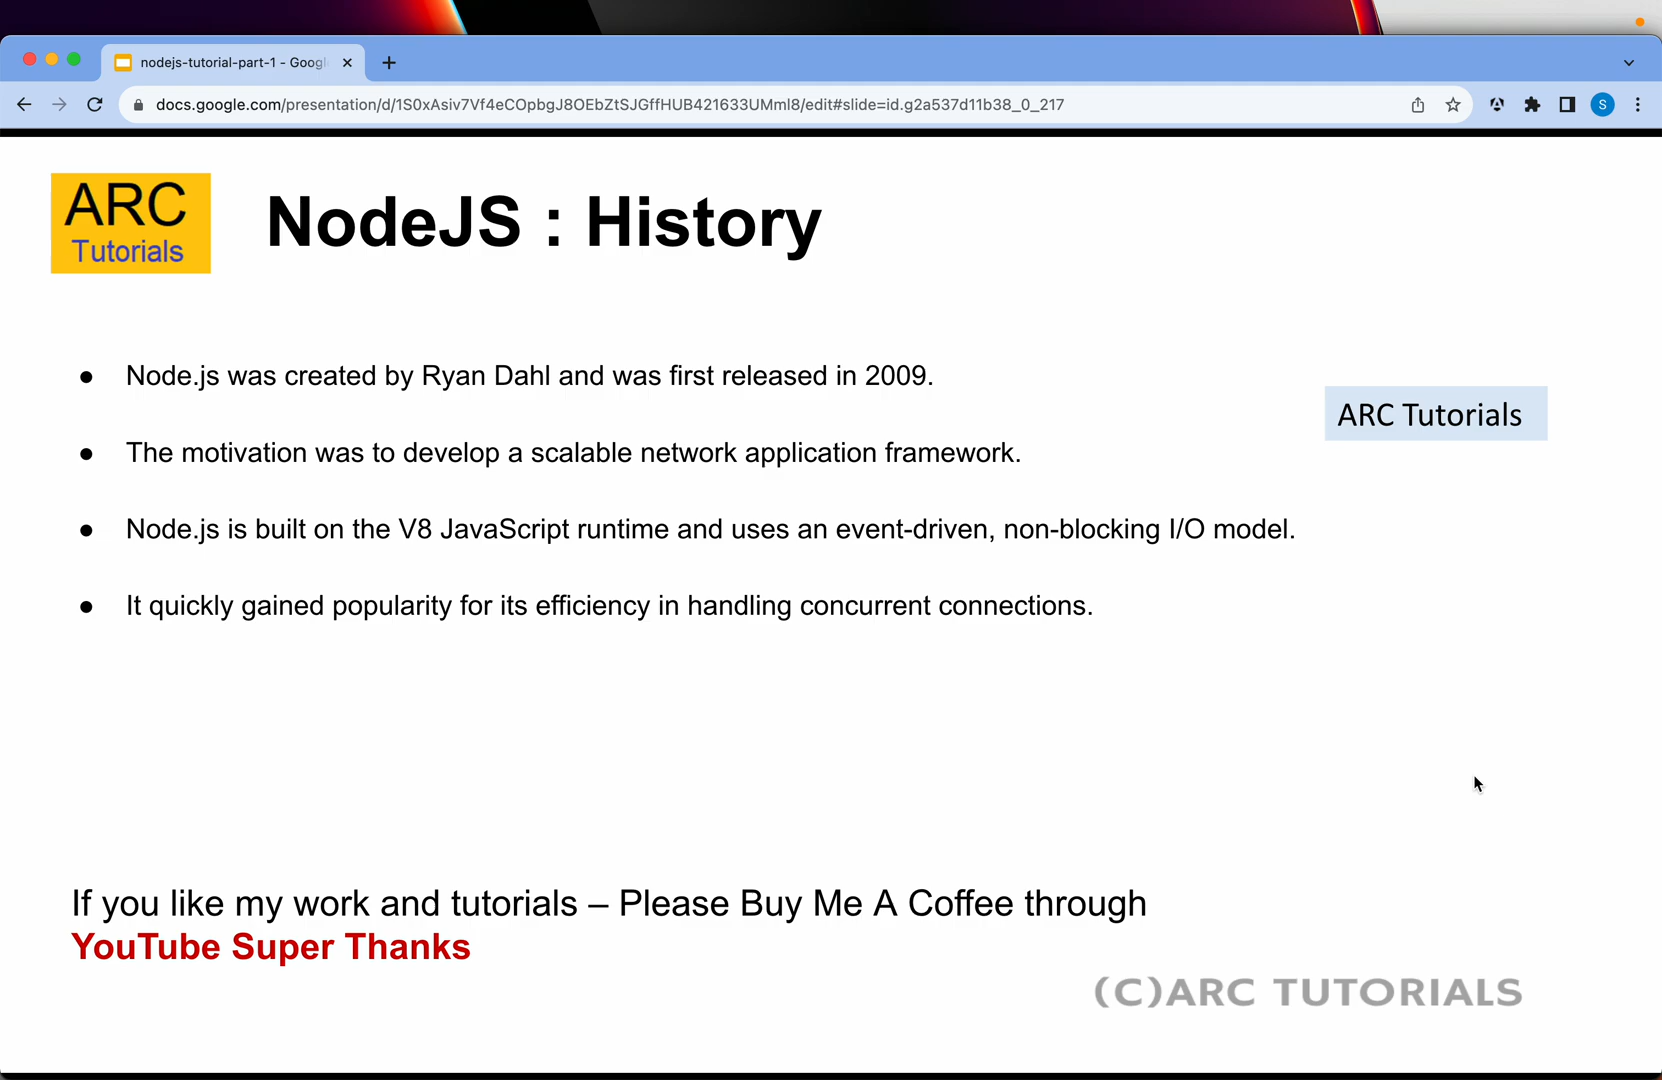 nodejs-tutorial-part-1 - Googl
docs.google.com/presentation/d/1S0xAsiv7Vf4eCOpbgJ8OEbZtSJGffHUB421633UMml8/edit#slide=id.g2a537d11b38_0_217
S
ARC
Tutorials
NodeJS : History
● Node.js was created by Ryan Dahl and was first released in 2009.
ARC Tutorials
● The motivation was to develop a scalable network application framework.
● Node.js is built on the V8 JavaScript runtime and uses an event-driven, non-blocking I/O model.
● It quickly gained popularity for its efficiency in handling concurrent connections.
If you like my work and tutorials – Please Buy Me A Coffee through
YouTube Super Thanks
(C)ARC TUTORIALS